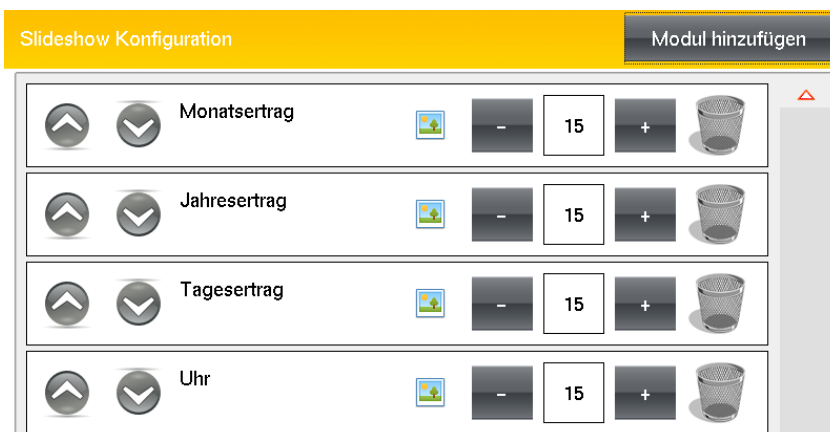 Slideshow Konfiguration Modul hinzufügen
Monatsertrag - 15 +
Jahresertrag - 15 +
Tagesertrag - 15 +
Uhr - 15 +